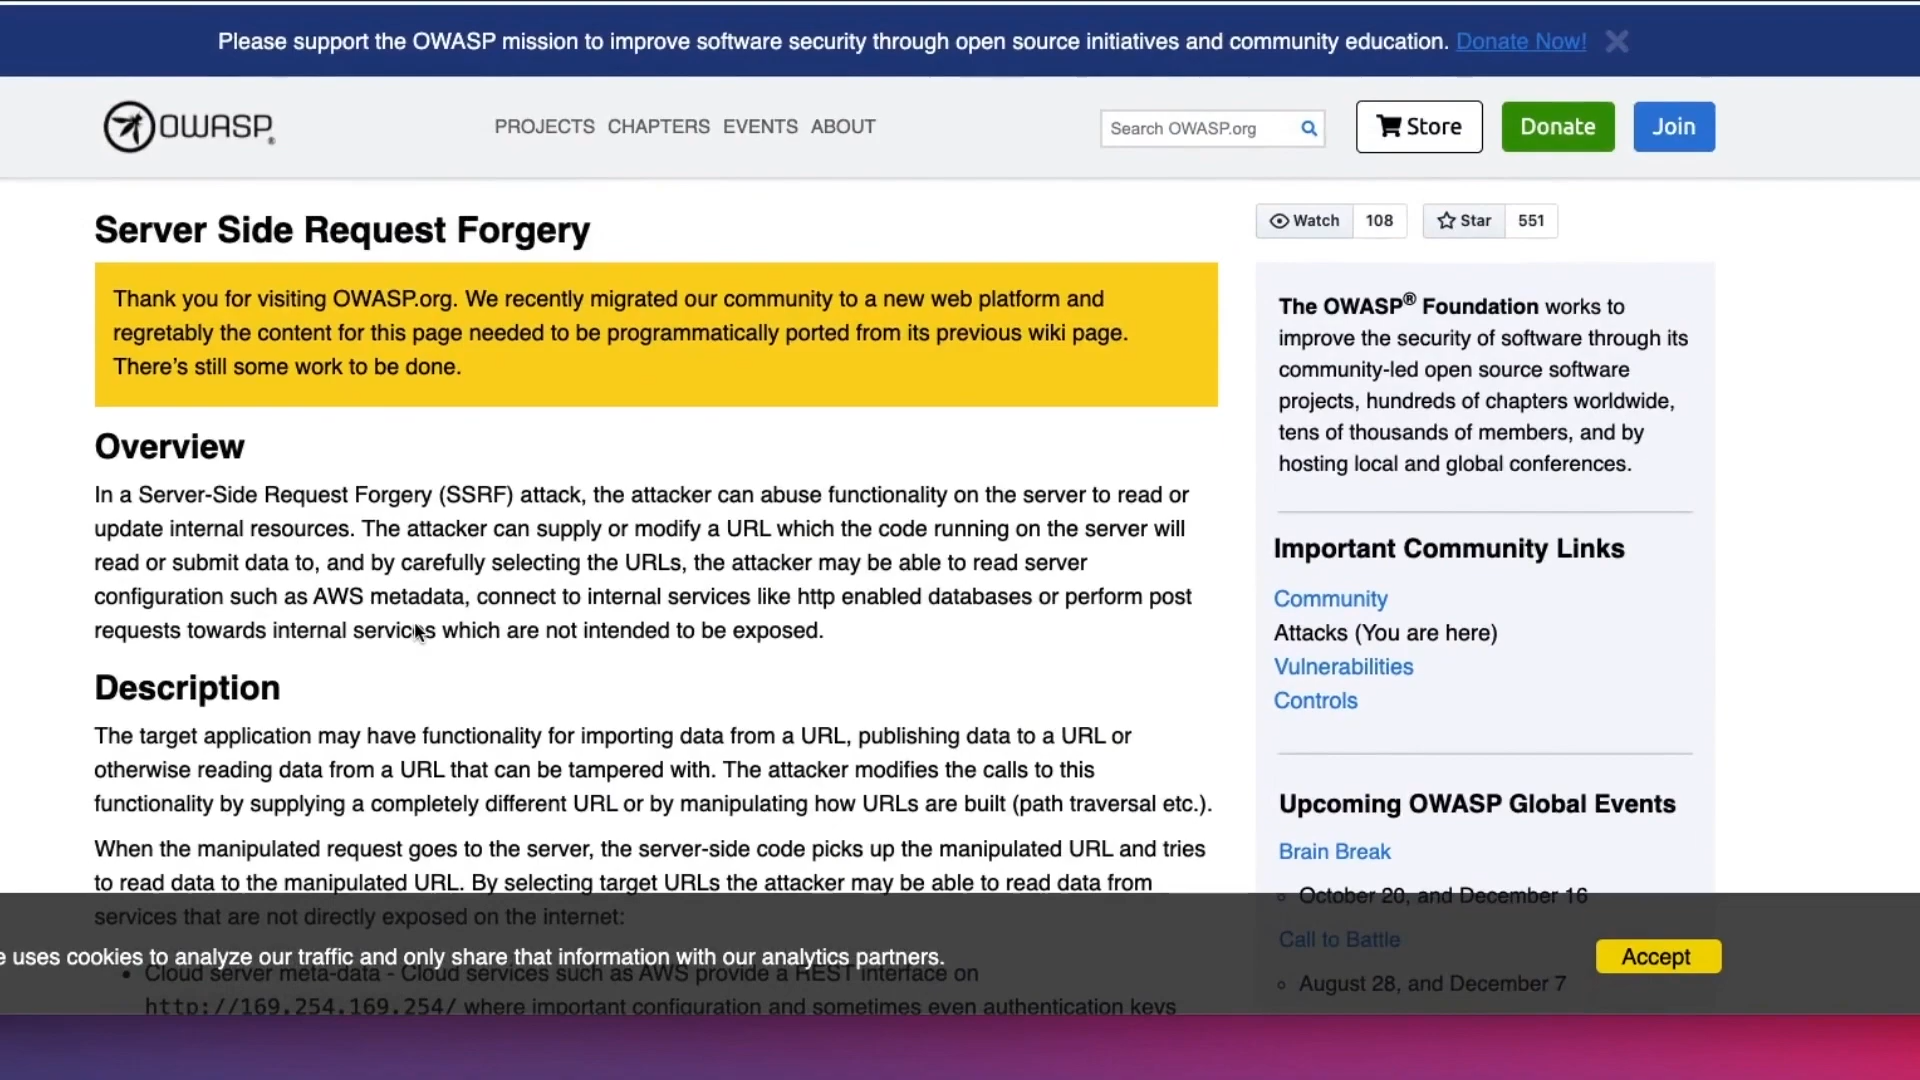 Please support the OWASP mission to improve software security through open source initiatives and community education. Donate Now!
OWASP®
PROJECTS CHAPTERS EVENTS ABOUT
Search OWASP.org
Store
Donate
Join
Server Side Request Forgery
Watch 108
Star 551
Thank you for visiting OWASP.org. We recently migrated our community to a new web platform and
regretably the content for this page needed to be programmatically ported from its previous wiki page.
There's still some work to be done.
Overview
In a Server-Side Request Forgery (SSRF) attack, the attacker can abuse functionality on the server to read or
update internal resources. The attacker can supply or modify a URL which the code running on the server will
read or submit data to, and by carefully selecting the URLs, the attacker may be able to read server
configuration such as AWS metadata, connect to internal services like http enabled databases or perform post
requests towards internal services which are not intended to be exposed.
Description
The target application may have functionality for importing data from a URL, publishing data to a URL or
otherwise reading data from a URL that can be tampered with. The attacker modifies the calls to this
functionality by supplying a completely different URL or by manipulating how URLs are built (path traversal etc.).
When the manipulated request goes to the server, the server-side code picks up the manipulated URL and tries
to read data to the manipulated URL. By selecting target URLs the attacker may be able to read data from
services that are not directly exposed on the internet:
• Cloud server meta-data - Cloud services such as AWS provide a REST interface on
http://169.254.169.254/ where important configuration and sometimes even authentication keys
The OWASP® Foundation works to
improve the security of software through its
community-led open source software
projects, hundreds of chapters worldwide,
tens of thousands of members, and by
hosting local and global conferences.
Important Community Links
Community
Attacks (You are here)
Vulnerabilities
Controls
Upcoming OWASP Global Events
Brain Break
October 20, and December 16
Call to Battle
August 28, and December 7
e uses cookies to analyze our traffic and only share that information with our analytics partners.
Accept